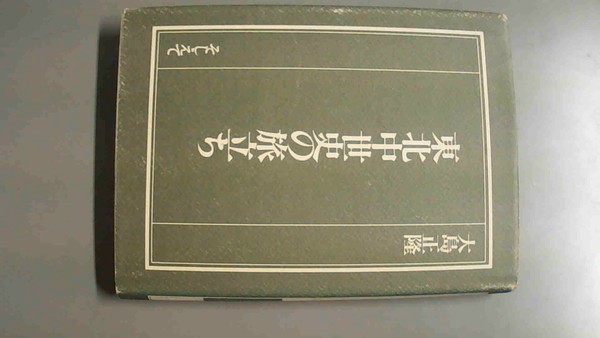 東北中世史の旅立ち
大島正隆
そしえて